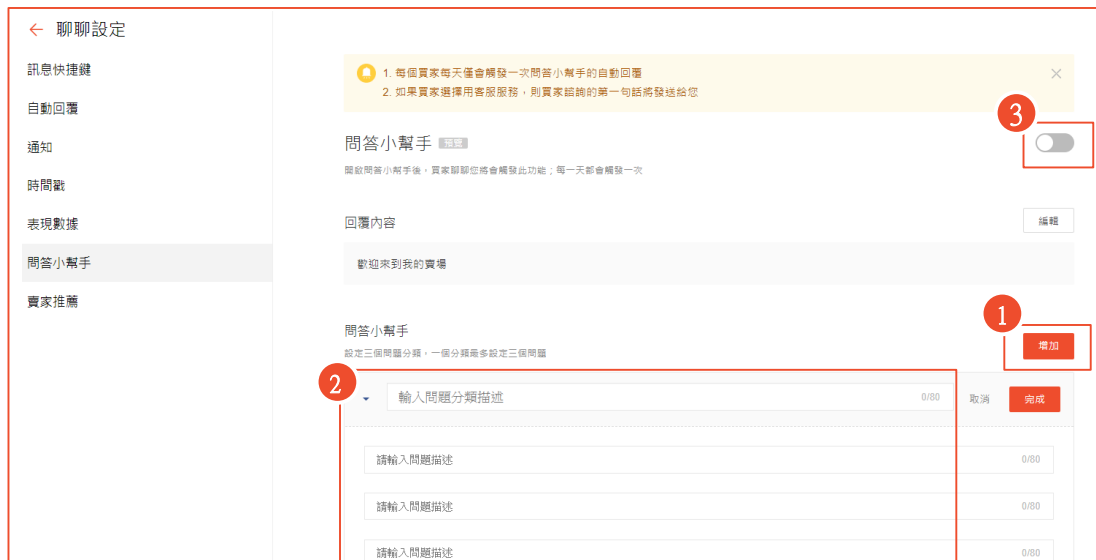 ← 聊聊設定
訊息快捷鍵
自動回覆
通知
時間戳
表現數據
問答小幫手
賣家推薦
1. 每個買家每天僅會觸發一次問答小幫手的自動回覆
2. 如果買家選擇用客服服務，則買家諮詢的第一句話將發送給您
3
問答小幫手 預覽
開啟問答小幫手後，買家聊聊您將會觸發此功能；每一天都會觸發一次
回覆內容
編輯
歡迎來到我的賣場
1
問答小幫手
增加
設定三個問題分類，一個分類最多設定三個問題
2
輸入問題分類描述
0/80
取消
完成
請輸入問題描述
0/80
請輸入問題描述
0/80
請輸入問題描述
0/80